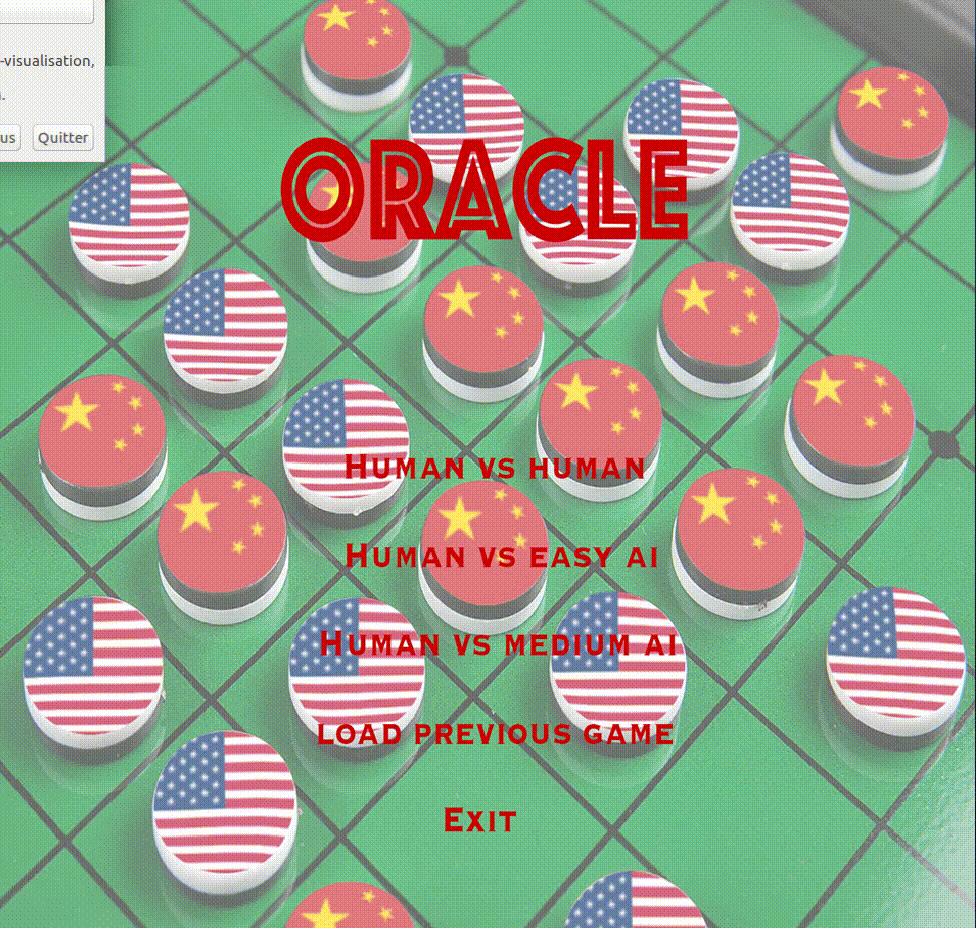 -visualisation,
.
us
Quitter
ORACLE
HUMAN VS HUMAN
HUMAN VS EASY AI
HUMAN VS MEDIUM AI
LOAD PREVIOUS GAME
EXIT